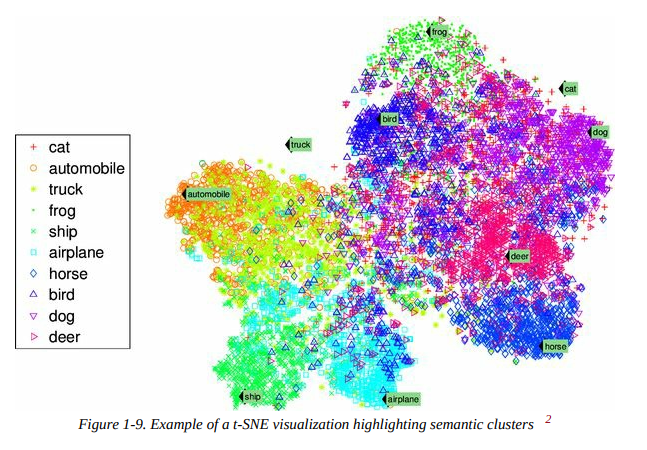 frog
cat
bird
dog
truck
cat
automobile
truck
frog
ship
airplane
horse
bird
dog
deer
automobile
deer
horse
ship
airplane
Figure 1-9. Example of a t-SNE visualization highlighting semantic clusters 2